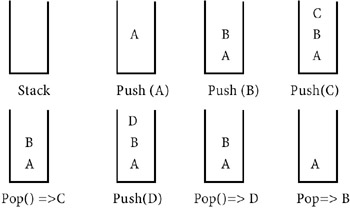 C
A B B
A A
Stack Push (A) Push (B) Push(C)
D
B B B
A A A A
Pop() =>C Push(D) Pop()=> D Pop=> B